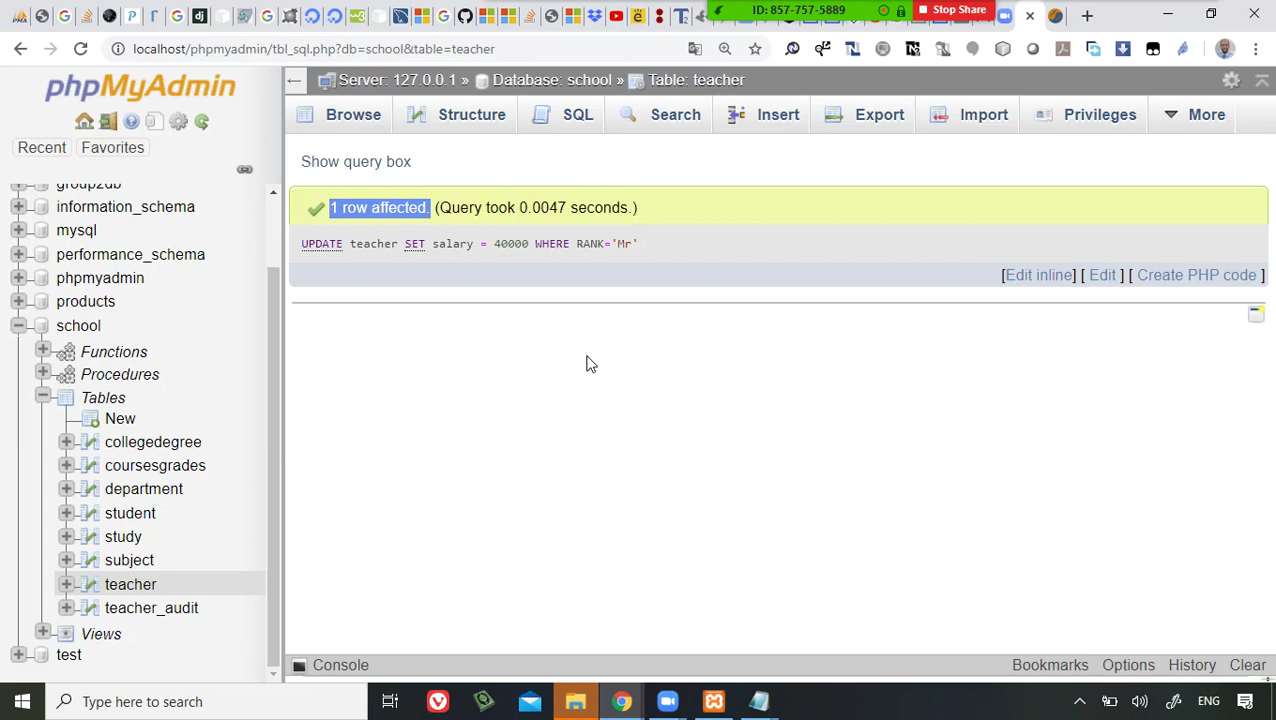 ID: 857-757-5889
Stop Share
localhost/phpmyadmin/tbl_sql.php?db=school&table=teacher
phpMyAdmin
Recent Favorites
group2db
information_schema
mysql
performance_schema
phpmyadmin
products
school
Functions
Procedures
Tables
New
collegedegree
coursesgrades
department
student
study
subject
teacher
teacher_audit
Views
test
Server: 127.0.0.1 » Database: school » Table: teacher
Browse Structure SQL Search Insert Export Import Privileges More
Show query box
1 row affected. (Query took 0.0047 seconds.)
UPDATE teacher SET salary = 40000 WHERE RANK='Mr'
[Edit inline] [ Edit ] [ Create PHP code ]
Console Bookmarks Options History Clear
Type here to search
ENG